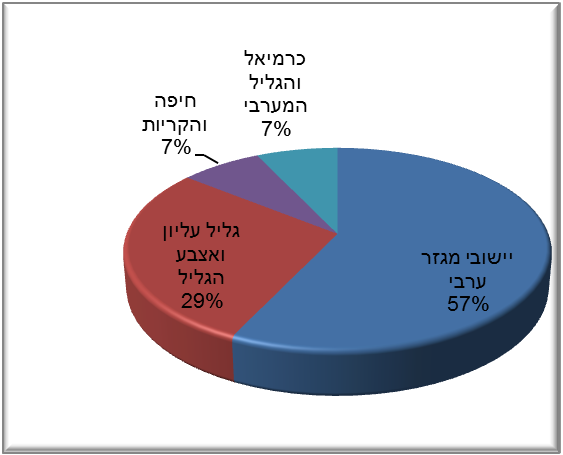 כרמיאל
והגליל
המערבי
7%
חיפה
והקריות
7%
גליל עליון
ואצבע
הגליל
29%
יישובי מגזר
ערבי
57%